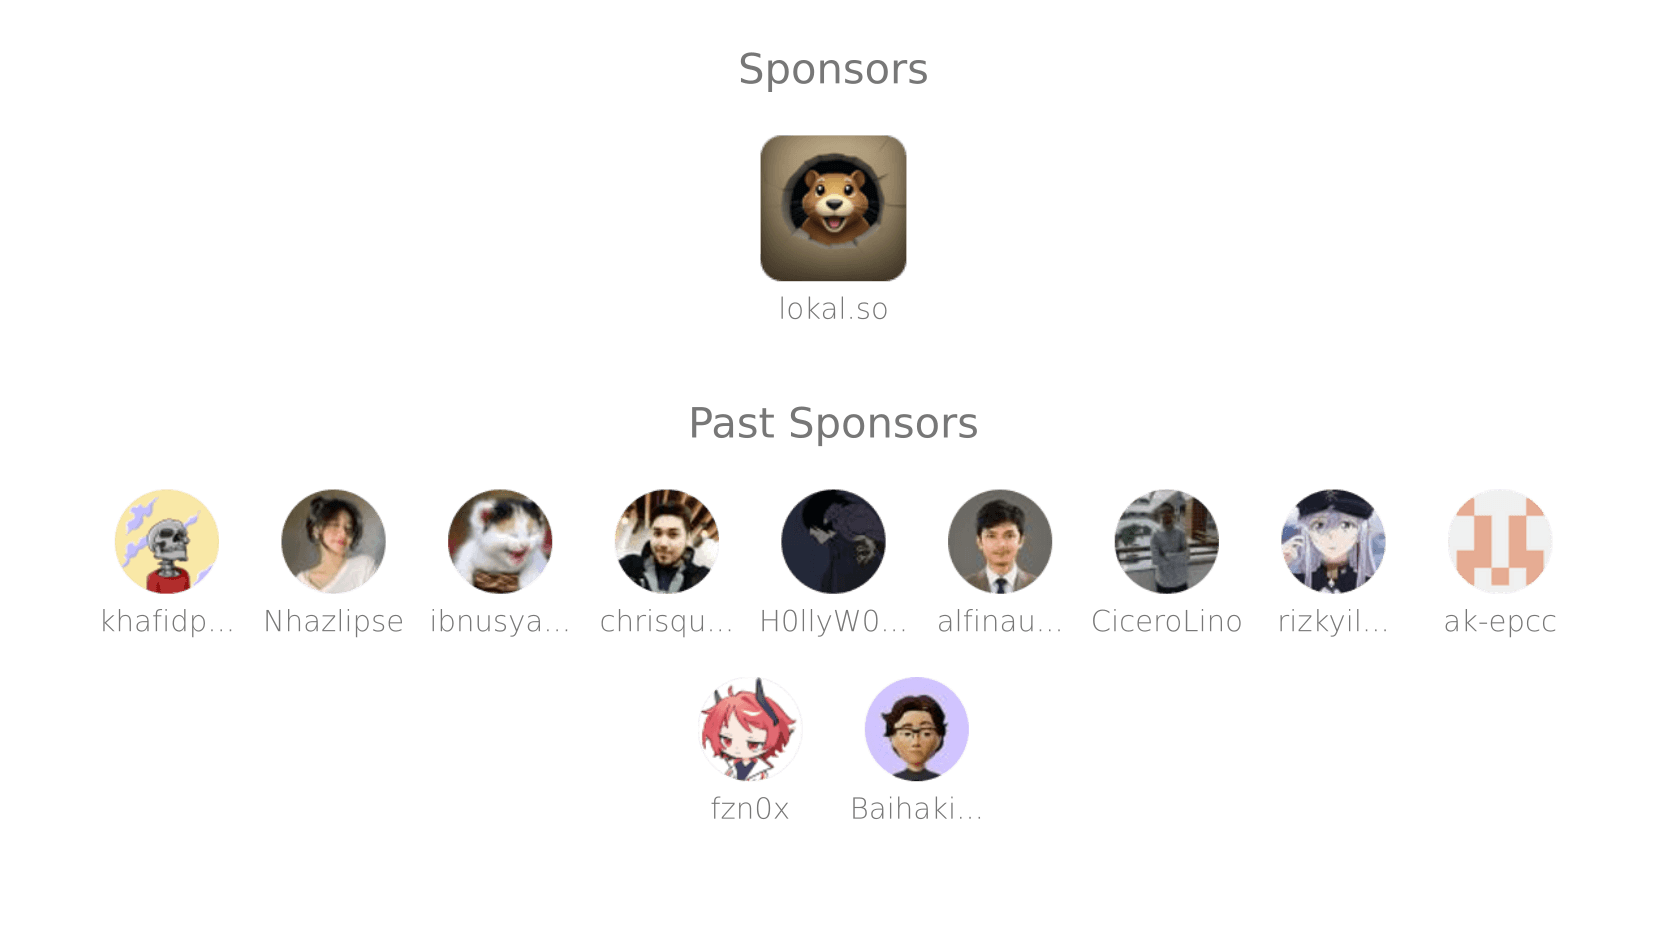 Sponsors
lokal.so
Past Sponsors
khafidp... Nhazlipse ibnusya... chrisqu... H0llyW0... alfinau... CiceroLino rizkyil... ak-epcc
fzn0x Baihaki...